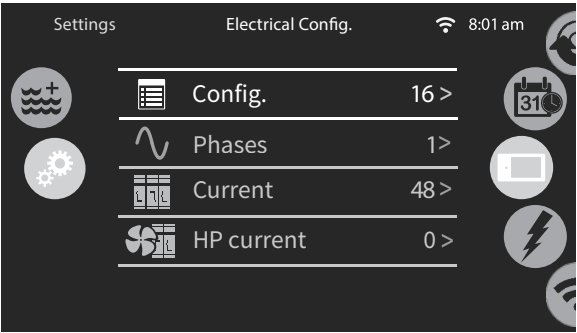 Settings Electrical Config. 8:01 am
Config. 16 >
31
Phases 1 >
Current 48 >
HP current 0 >